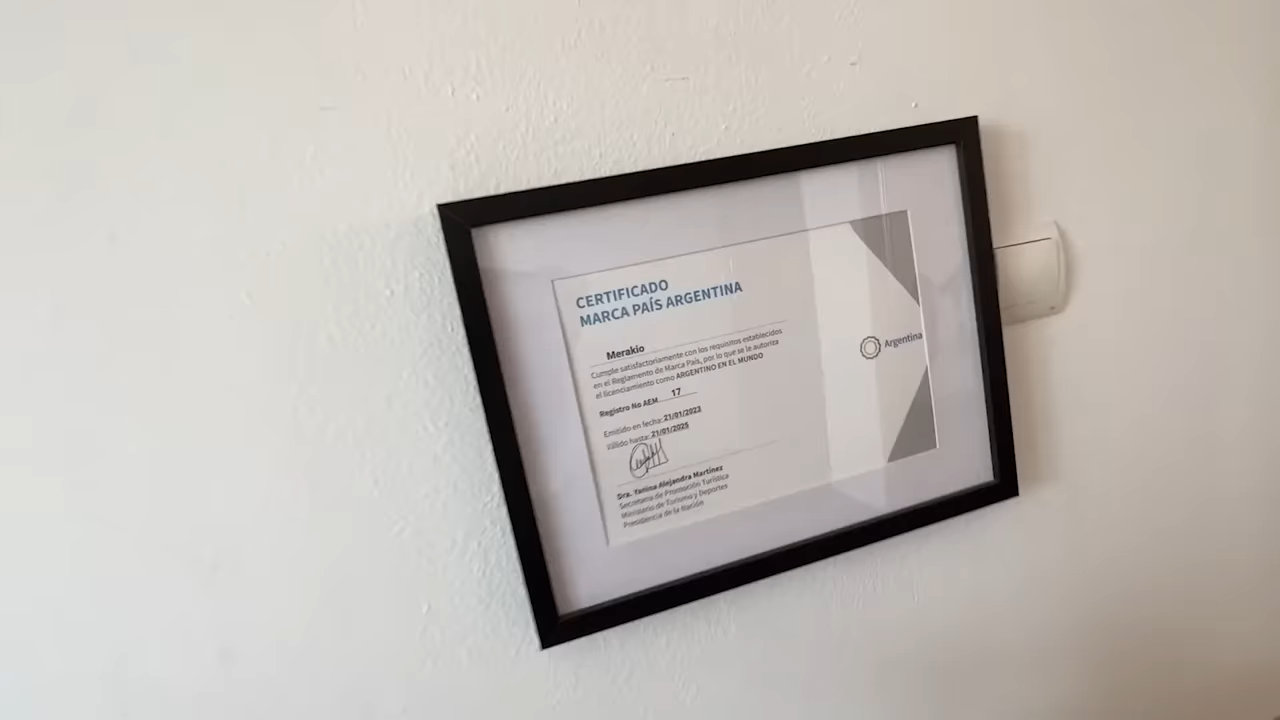 CERTIFICADO
MARCA PAÍS ARGENTINA
Merakio
Cumple satisfactoriamente con los requisitos establecidos
en el Reglamento de Marca País, por lo que se le autoriza
el licenciamiento como ARGENTINO EN EL MUNDO
Registro No AEM 17
Emitido en fecha: 21/01/2023
Válido hasta: 21/01/2025
Dra. Yanina Alejandra Martínez
Secretaria de Promoción Turística
Ministerio de Turismo y Deportes
Presidencia de la Nación
Argentina